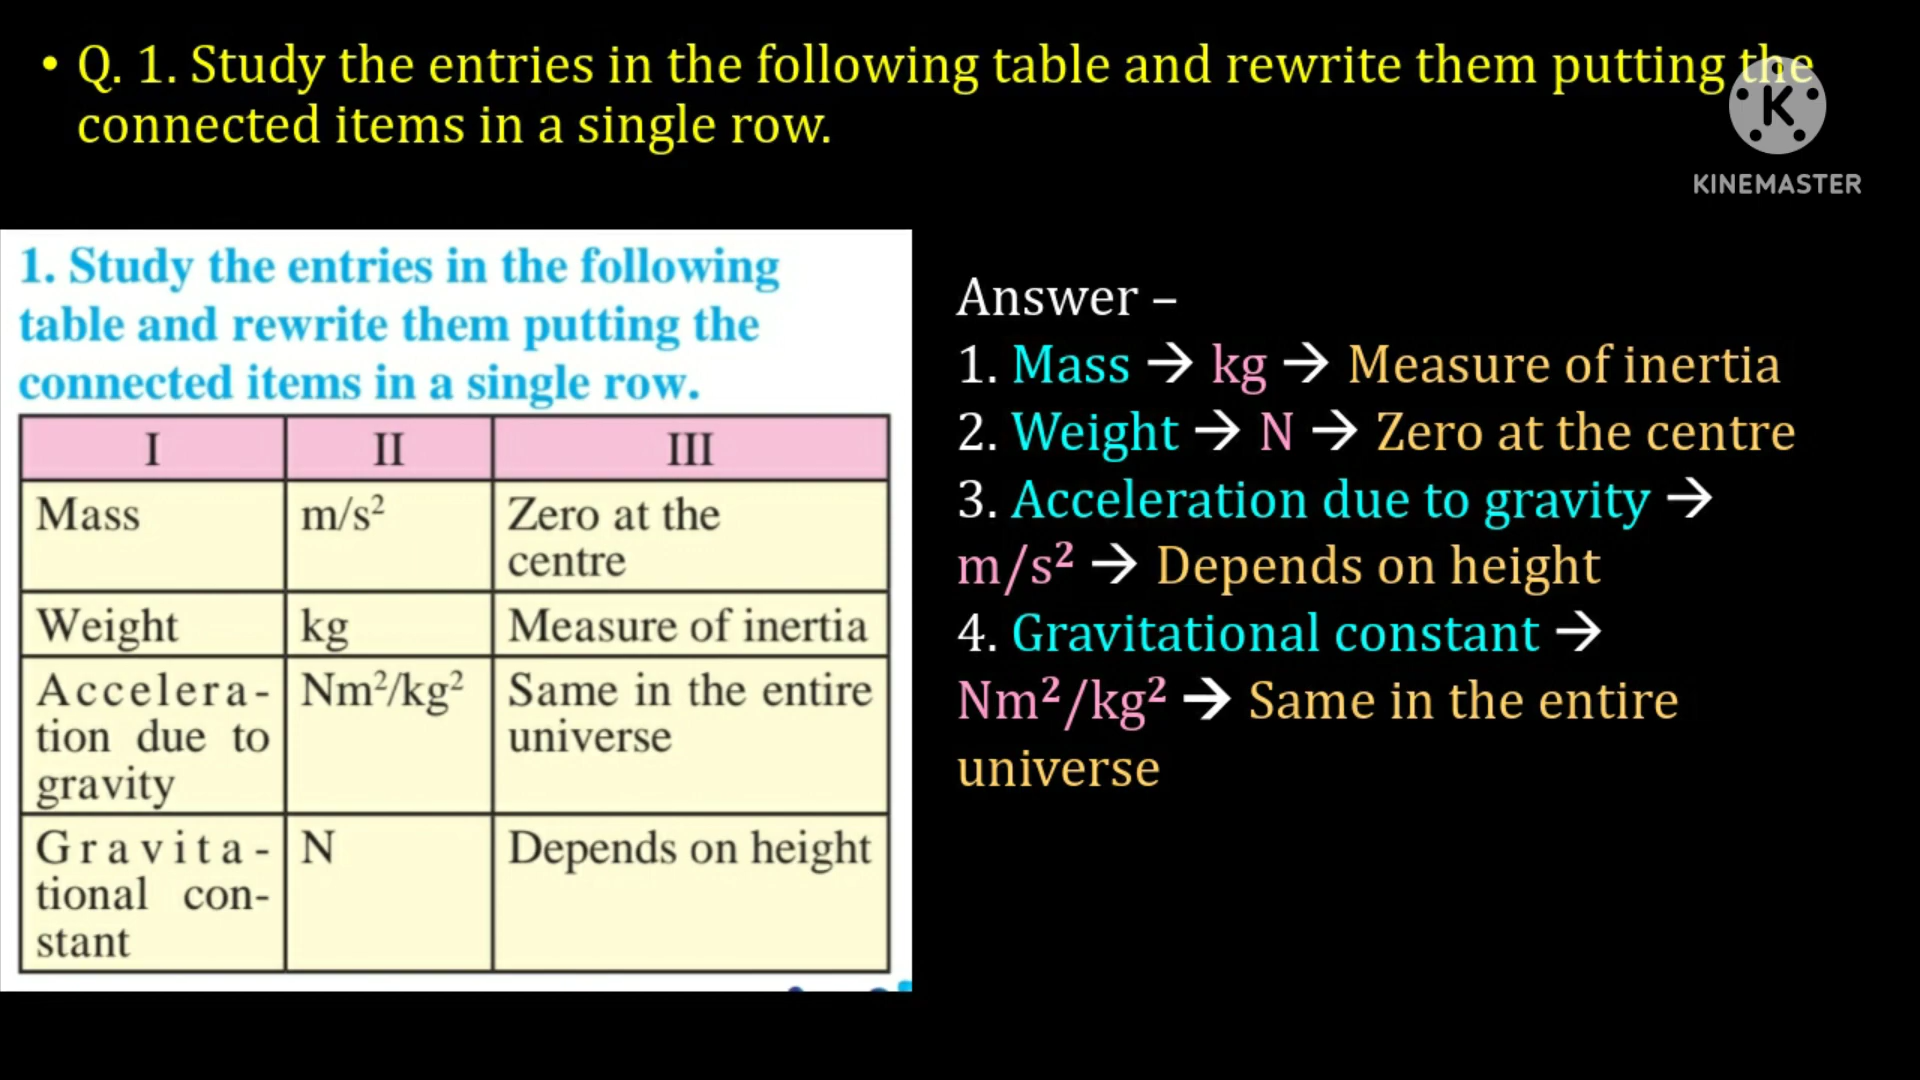 • Q. 1. Study the entries in the following table and rewrite them putting the
connected items in a single row.
KINEMASTER
1. Study the entries in the following
table and rewrite them putting the
connected items in a single row.
I II III
Mass m/s² Zero at the
centre
Weight kg Measure of inertia
Accelera- Nm²/kg² Same in the entire
tion due to universe
gravity
Gravita- N Depends on height
tional con-
stant
Answer –
1. Mass → kg → Measure of inertia
2. Weight → N → Zero at the centre
3. Acceleration due to gravity →
m/s² → Depends on height
4. Gravitational constant →
Nm²/kg² → Same in the entire
universe